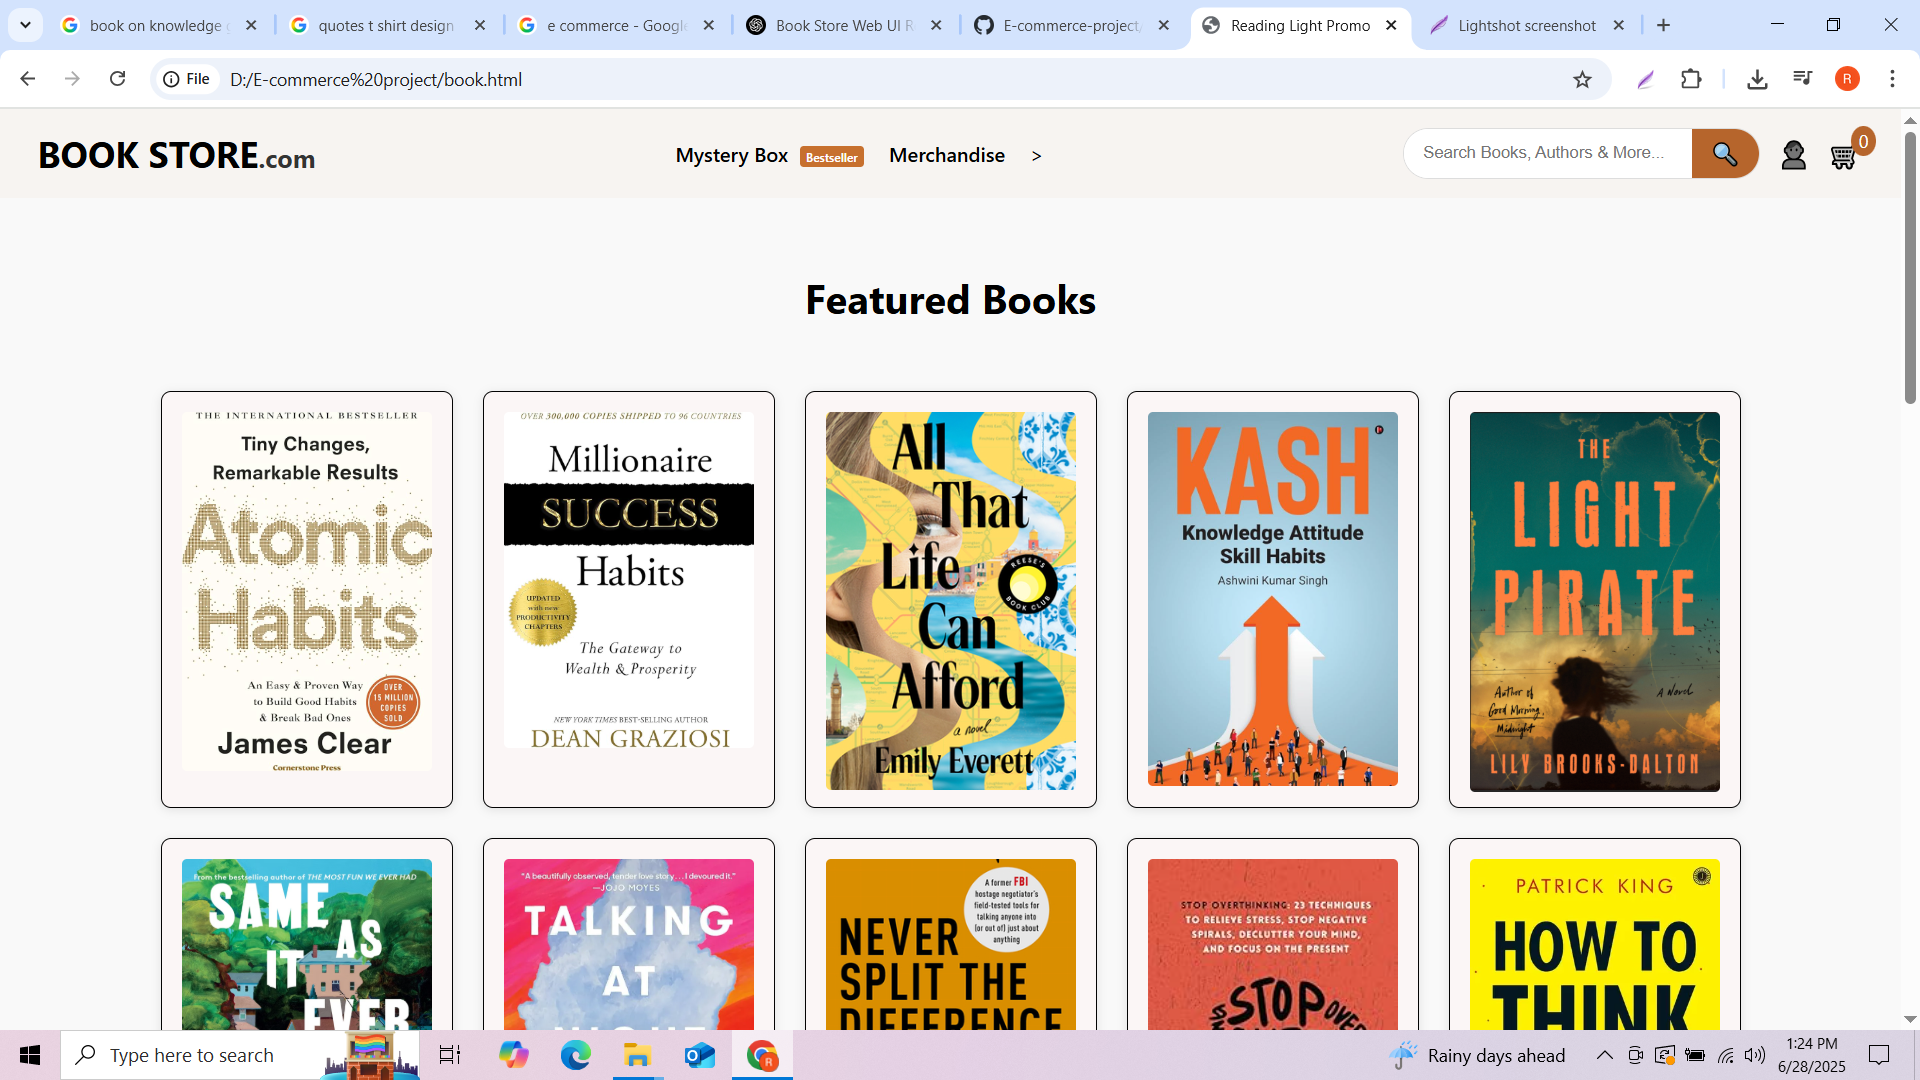 book on knowledge
quotes t shirt design
e commerce - Google
Book Store Web UI R
E-commerce-project/
Reading Light Promo
Lightshot screenshot
File
D:/E-commerce%20project/book.html
R
BOOK STORE.com
Mystery Box
Bestseller
Merchandise
>
Search Books, Authors & More...
0
Featured Books
THE INTERNATIONAL BESTSELLER
Tiny Changes,
Remarkable Results
Atomic
Habits
An Easy & Proven Way
to Build Good Habits
& Break Bad Ones
OVER
15 MILLION
COPIES
SOLD
James Clear
Cornerstone Press
OVER 300,000 COPIES SHIPPED TO 96 COUNTRIES
Millionaire
SUCCESS
Habits
UPDATED
with new
PRODUCTIVITY
CHAPTERS
The Gateway to
Wealth & Prosperity
NEW YORK TIMES BEST-SELLING AUTHOR
DEAN GRAZIOSI
All
That
Life
Can
Afford
REESE'S
BOOK CLUB
a novel
Emily Everett
KASH
Knowledge Attitude
Skill Habits
Ashwini Kumar Singh
THE
LIGHT
PIRATE
Author of
Good Morning,
Midnight
A Novel
LILY BROOKS-DALTON
From the bestselling author of THE MOST FUN WE EVER HAD
SAME
AS
IT
EVER
"A beautifully observed, tender love story... I devoured it."
—JOJO MOYES
TALKING
AT
NIGHT
A former FBI
hostage negotiator's
field-tested tools for
talking anyone into
(or out of) just about
anything
NEVER
SPLIT THE
DIFFERENCE
STOP OVERTHINKING: 23 TECHNIQUES
TO RELIEVE STRESS, STOP NEGATIVE
SPIRALS, DECLUTTER YOUR MIND,
AND FOCUS ON THE PRESENT
STOP
PATRICK KING
HOW TO
THINK
Type here to search
Rainy days ahead
1:24 PM
6/28/2025